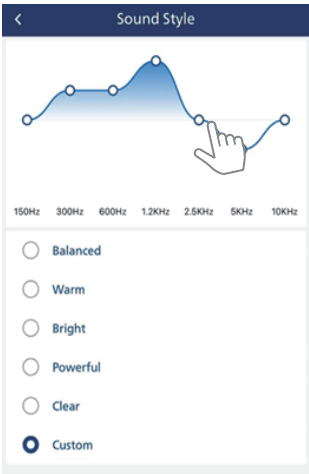 Sound Style
150Hz 300Hz 600Hz 1.2KHz 2.5KHz 5KHz 10KHz
Balanced
Warm
Bright
Powerful
Clear
Custom